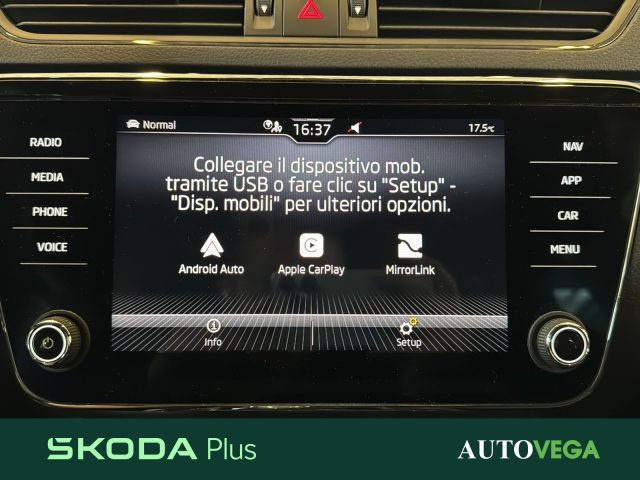 Normal
16:37
17.5°C
RADIO
MEDIA
PHONE
VOICE
NAV
APP
CAR
MENU
Collegare il dispositivo mob.
tramite USB o fare clic su "Setup" -
"Disp. mobili" per ulteriori opzioni.
Android Auto
Apple CarPlay
MirrorLink
Info
Setup
ŠKODA Plus
AUTOVEGA